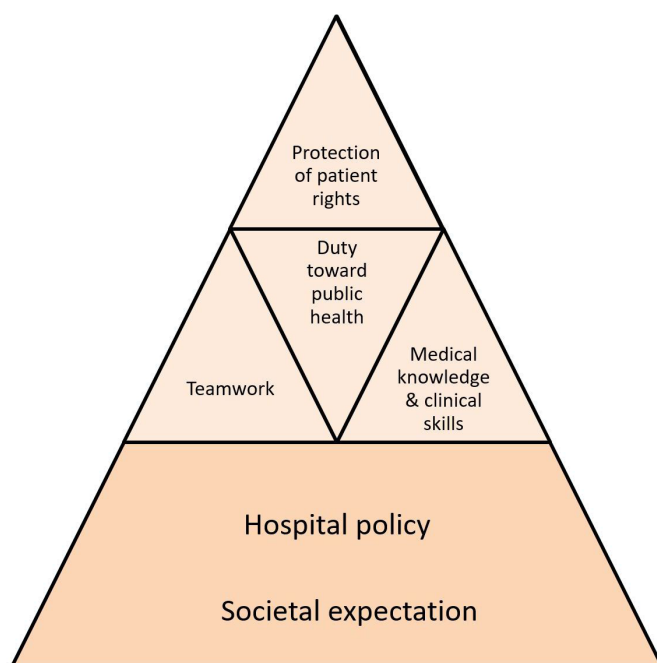 Protection
of patient
rights
Duty
toward
public
health
Teamwork
Medical
knowledge
& clinical
skills
Hospital policy
Societal expectation